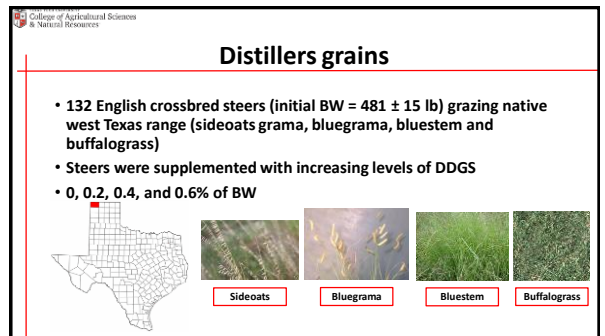 College of Agricultural Sciences
& Natural Resources
Distillers grains
• 132 English crossbred steers (initial BW = 481 ± 15 lb) grazing native
west Texas range (sideoats grama, bluegrama, bluestem and
buffalograss)
• Steers were supplemented with increasing levels of DDGS
• 0, 0.2, 0.4, and 0.6% of BW
Sideoats
Bluegrama
Bluestem
Buffalograss